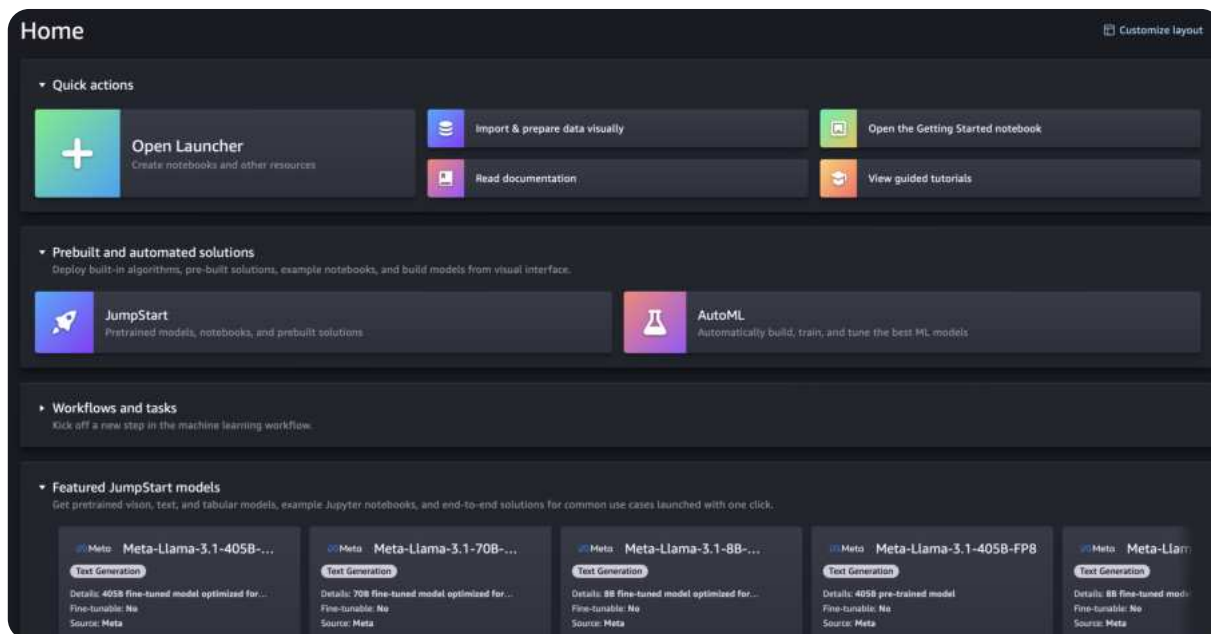 Home
Customize layout
Quick actions
Open Launcher
Create notebooks and other resources
Import & prepare data visually
Open the Getting Started notebook
Read documentation
View guided tutorials
Prebuilt and automated solutions
Deploy built-in algorithms, pre-built solutions, example notebooks, and build models from visual interface.
JumpStart
Pretrained models, notebooks, and prebuilt solutions
AutoML
Automatically build, train, and tune the best ML models
Workflows and tasks
Kick off a new step in the machine learning workflow.
Featured JumpStart models
Get pretrained vison, text, and tabular models, example Jupyter notebooks, and end-to-end solutions for common use cases launched with one click.
Meta Meta-Llama-3.1-405B-...
Text Generation
Details: 405B fine-tuned model optimized for...
Fine-tunable: No
Source: Meta
Meta Meta-Llama-3.1-70B-...
Text Generation
Details: 70B fine-tuned model optimized for...
Fine-tunable: No
Source: Meta
Meta Meta-Llama-3.1-8B-...
Text Generation
Details: 8B fine-tuned model optimized for...
Fine-tunable: No
Source: Meta
Meta Meta-Llama-3.1-405B-FP8
Text Generation
Details: 405B pre-trained model
Fine-tunable: No
Source: Meta
Meta Meta-Llam
Text Generation
Details: 8B fine-tuned mode
Fine-tunable: No
Source: Meta